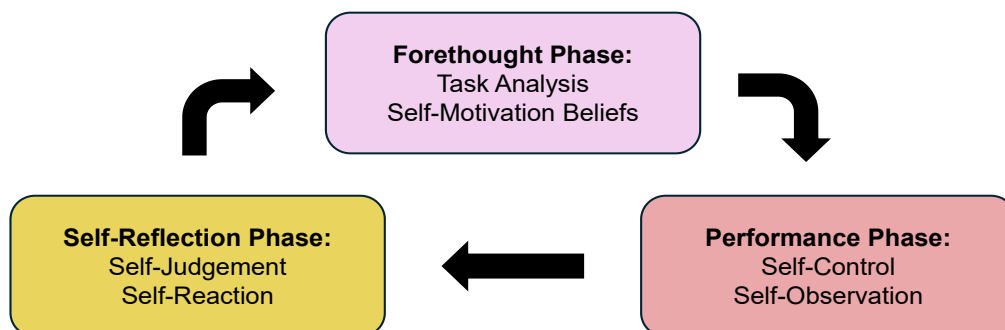 Forethought Phase:
Task Analysis
Self-Motivation Beliefs
Self-Reflection Phase:
Self-Judgement
Self-Reaction
Performance Phase:
Self-Control
Self-Observation